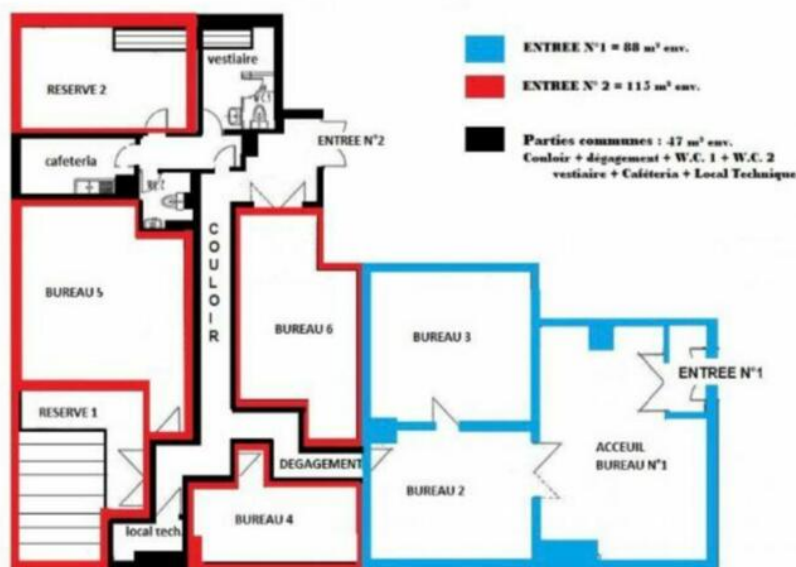 vestiaire
RESERVE 2
W.C 1
ENTREE N°2
cafeteria
COULOIR
BUREAU 5
BUREAU 6
BUREAU 3
RESERVE 1
ENTREE N°1
ACCEUIL
BUREAU N°1
DEGAGEMENT
BUREAU 2
BUREAU 4
local tech.
ENTREE N°1 = 88 m² env.
ENTREE N° 2 = 115 m² env.
Parties communes : 47 m² env.
Couloir + dégagement + W.C. 1 + W.C. 2
vestiaire + Caféteria + Local Technique